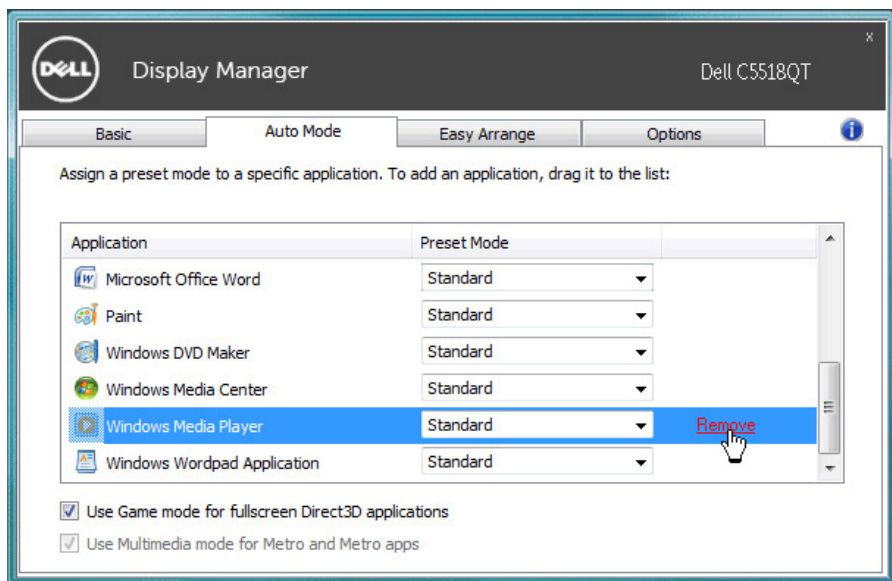 x
DELL Display Manager Dell C5518QT
Basic Auto Mode Easy Arrange Options i
Assign a preset mode to a specific application. To add an application, drag it to the list:
Application Preset Mode
Microsoft Office Word Standard
Paint Standard
Windows DVD Maker Standard
Windows Media Center Standard
Windows Media Player Standard Remove
Windows Wordpad Application Standard
Use Game mode for fullscreen Direct3D applications
Use Multimedia mode for Metro and Metro apps